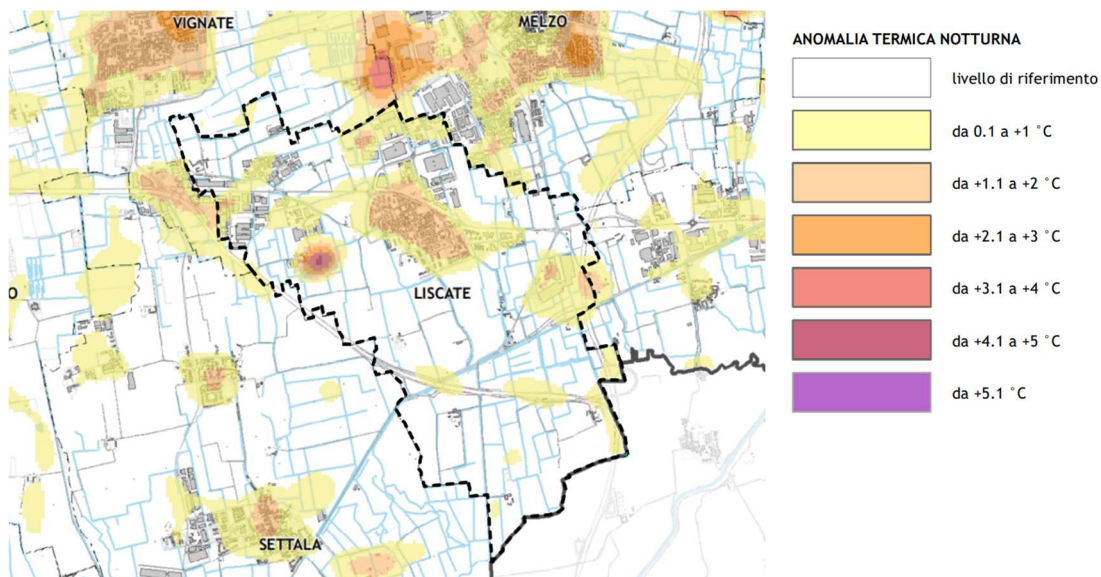 VIGNATE
MELZO
LISCATE
O
SETTALA
ANOMALIA TERMICA NOTTURNA
livello di riferimento
da 0.1 a +1 °C
da +1.1 a +2 °C
da +2.1 a +3 °C
da +3.1 a +4 °C
da +4.1 a +5 °C
da +5.1 °C